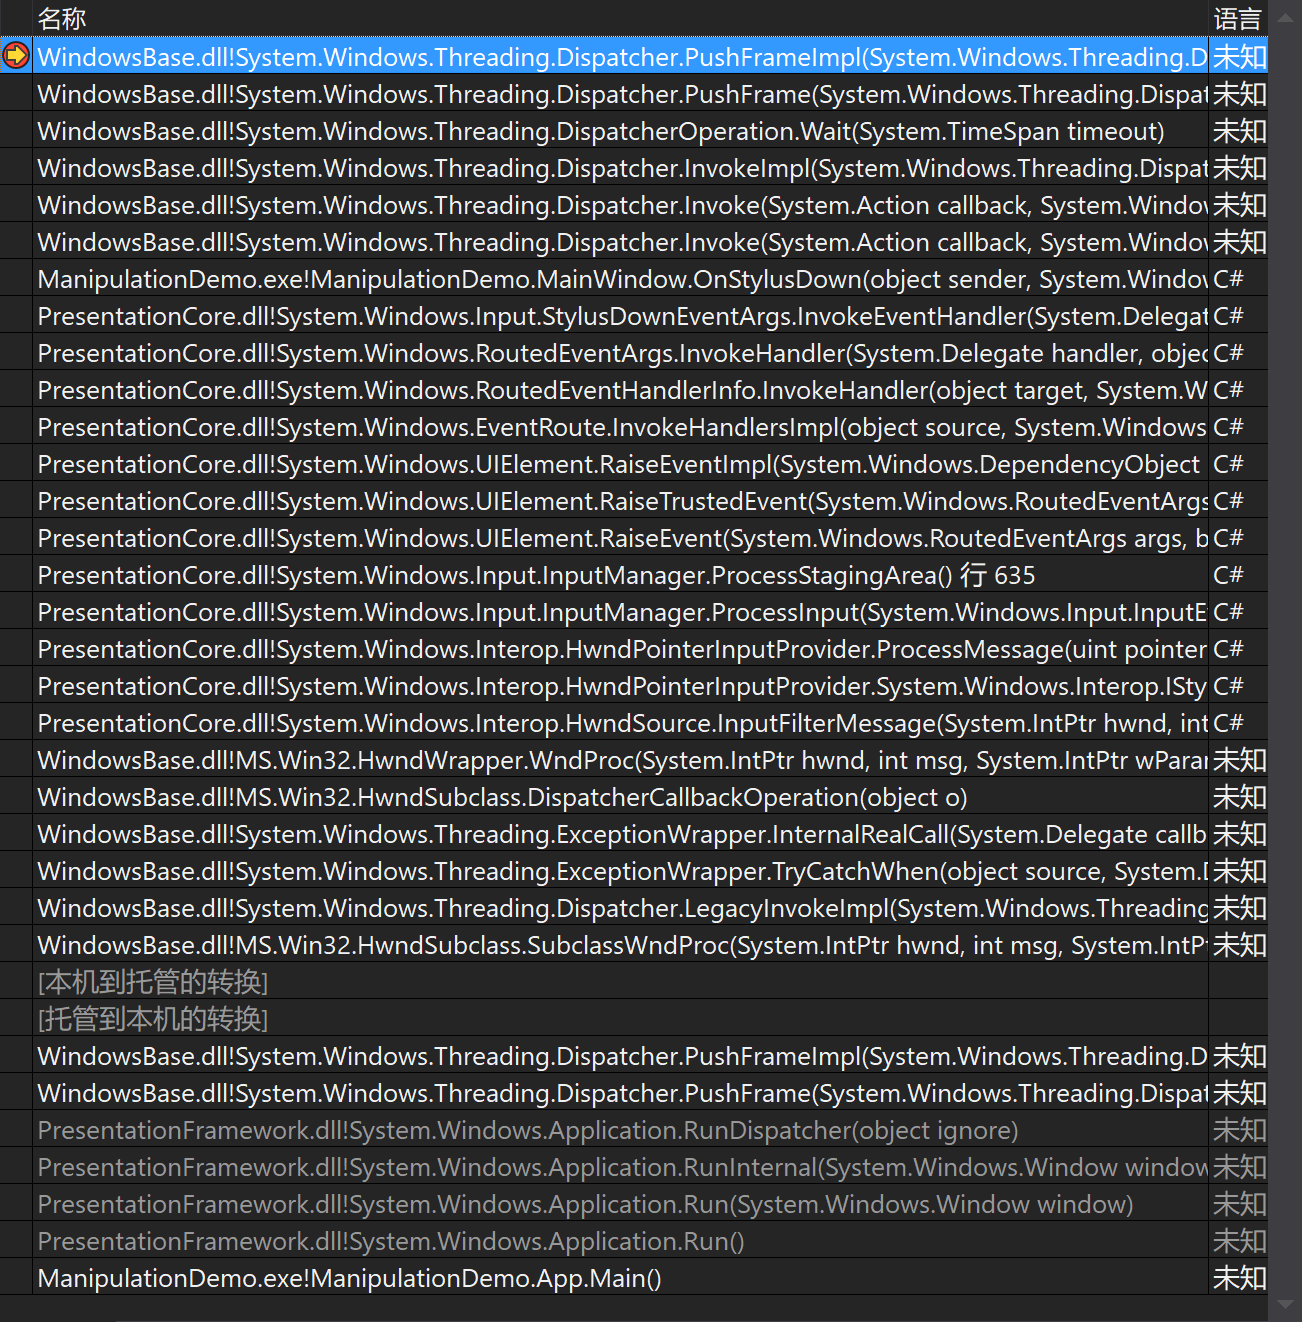 名称 语言
WindowsBase.dll!System.Windows.Threading.Dispatcher.PushFrameImpl(System.Windows.Threading.D 未知
WindowsBase.dll!System.Windows.Threading.Dispatcher.PushFrame(System.Windows.Threading.Dispat 未知
WindowsBase.dll!System.Windows.Threading.DispatcherOperation.Wait(System.TimeSpan timeout) 未知
WindowsBase.dll!System.Windows.Threading.Dispatcher.InvokeImpl(System.Windows.Threading.Dispat 未知
WindowsBase.dll!System.Windows.Threading.Dispatcher.Invoke(System.Action callback, System.Window 未知
WindowsBase.dll!System.Windows.Threading.Dispatcher.Invoke(System.Action callback, System.Window 未知
ManipulationDemo.exe!ManipulationDemo.MainWindow.OnStylusDown(object sender, System.Window C#
PresentationCore.dll!System.Windows.Input.StylusDownEventArgs.InvokeEventHandler(System.Delegat C#
PresentationCore.dll!System.Windows.RoutedEventArgs.InvokeHandler(System.Delegate handler, objec C#
PresentationCore.dll!System.Windows.RoutedEventHandlerInfo.InvokeHandler(object target, System.W C#
PresentationCore.dll!System.Windows.EventRoute.InvokeHandlersImpl(object source, System.Windows C#
PresentationCore.dll!System.Windows.UIElement.RaiseEventImpl(System.Windows.DependencyObject C#
PresentationCore.dll!System.Windows.UIElement.RaiseTrustedEvent(System.Windows.RoutedEventArgs C#
PresentationCore.dll!System.Windows.UIElement.RaiseEvent(System.Windows.RoutedEventArgs args, b C#
PresentationCore.dll!System.Windows.Input.InputManager.ProcessStagingArea() 行 635 C#
PresentationCore.dll!System.Windows.Input.InputManager.ProcessInput(System.Windows.Input.InputE C#
PresentationCore.dll!System.Windows.Interop.HwndPointerInputProvider.ProcessMessage(uint pointer C#
PresentationCore.dll!System.Windows.Interop.HwndPointerInputProvider.System.Windows.Interop.ISty C#
PresentationCore.dll!System.Windows.Interop.HwndSource.InputFilterMessage(System.IntPtr hwnd, int C#
WindowsBase.dll!MS.Win32.HwndWrapper.WndProc(System.IntPtr hwnd, int msg, System.IntPtr wParar 未知
WindowsBase.dll!MS.Win32.HwndSubclass.DispatcherCallbackOperation(object o) 未知
WindowsBase.dll!System.Windows.Threading.ExceptionWrapper.InternalRealCall(System.Delegate callb 未知
WindowsBase.dll!System.Windows.Threading.ExceptionWrapper.TryCatchWhen(object source, System.D 未知
WindowsBase.dll!System.Windows.Threading.Dispatcher.LegacyInvokeImpl(System.Windows.Threading 未知
WindowsBase.dll!MS.Win32.HwndSubclass.SubclassWndProc(System.IntPtr hwnd, int msg, System.IntP 未知
[本机到托管的转换]
[托管到本机的转换]
WindowsBase.dll!System.Windows.Threading.Dispatcher.PushFrameImpl(System.Windows.Threading.D 未知
WindowsBase.dll!System.Windows.Threading.Dispatcher.PushFrame(System.Windows.Threading.Dispat 未知
PresentationFramework.dll!System.Windows.Application.RunDispatcher(object ignore) 未知
PresentationFramework.dll!System.Windows.Application.RunInternal(System.Windows.Window window 未知
PresentationFramework.dll!System.Windows.Application.Run(System.Windows.Window window) 未知
PresentationFramework.dll!System.Windows.Application.Run() 未知
ManipulationDemo.exe!ManipulationDemo.App.Main() 未知